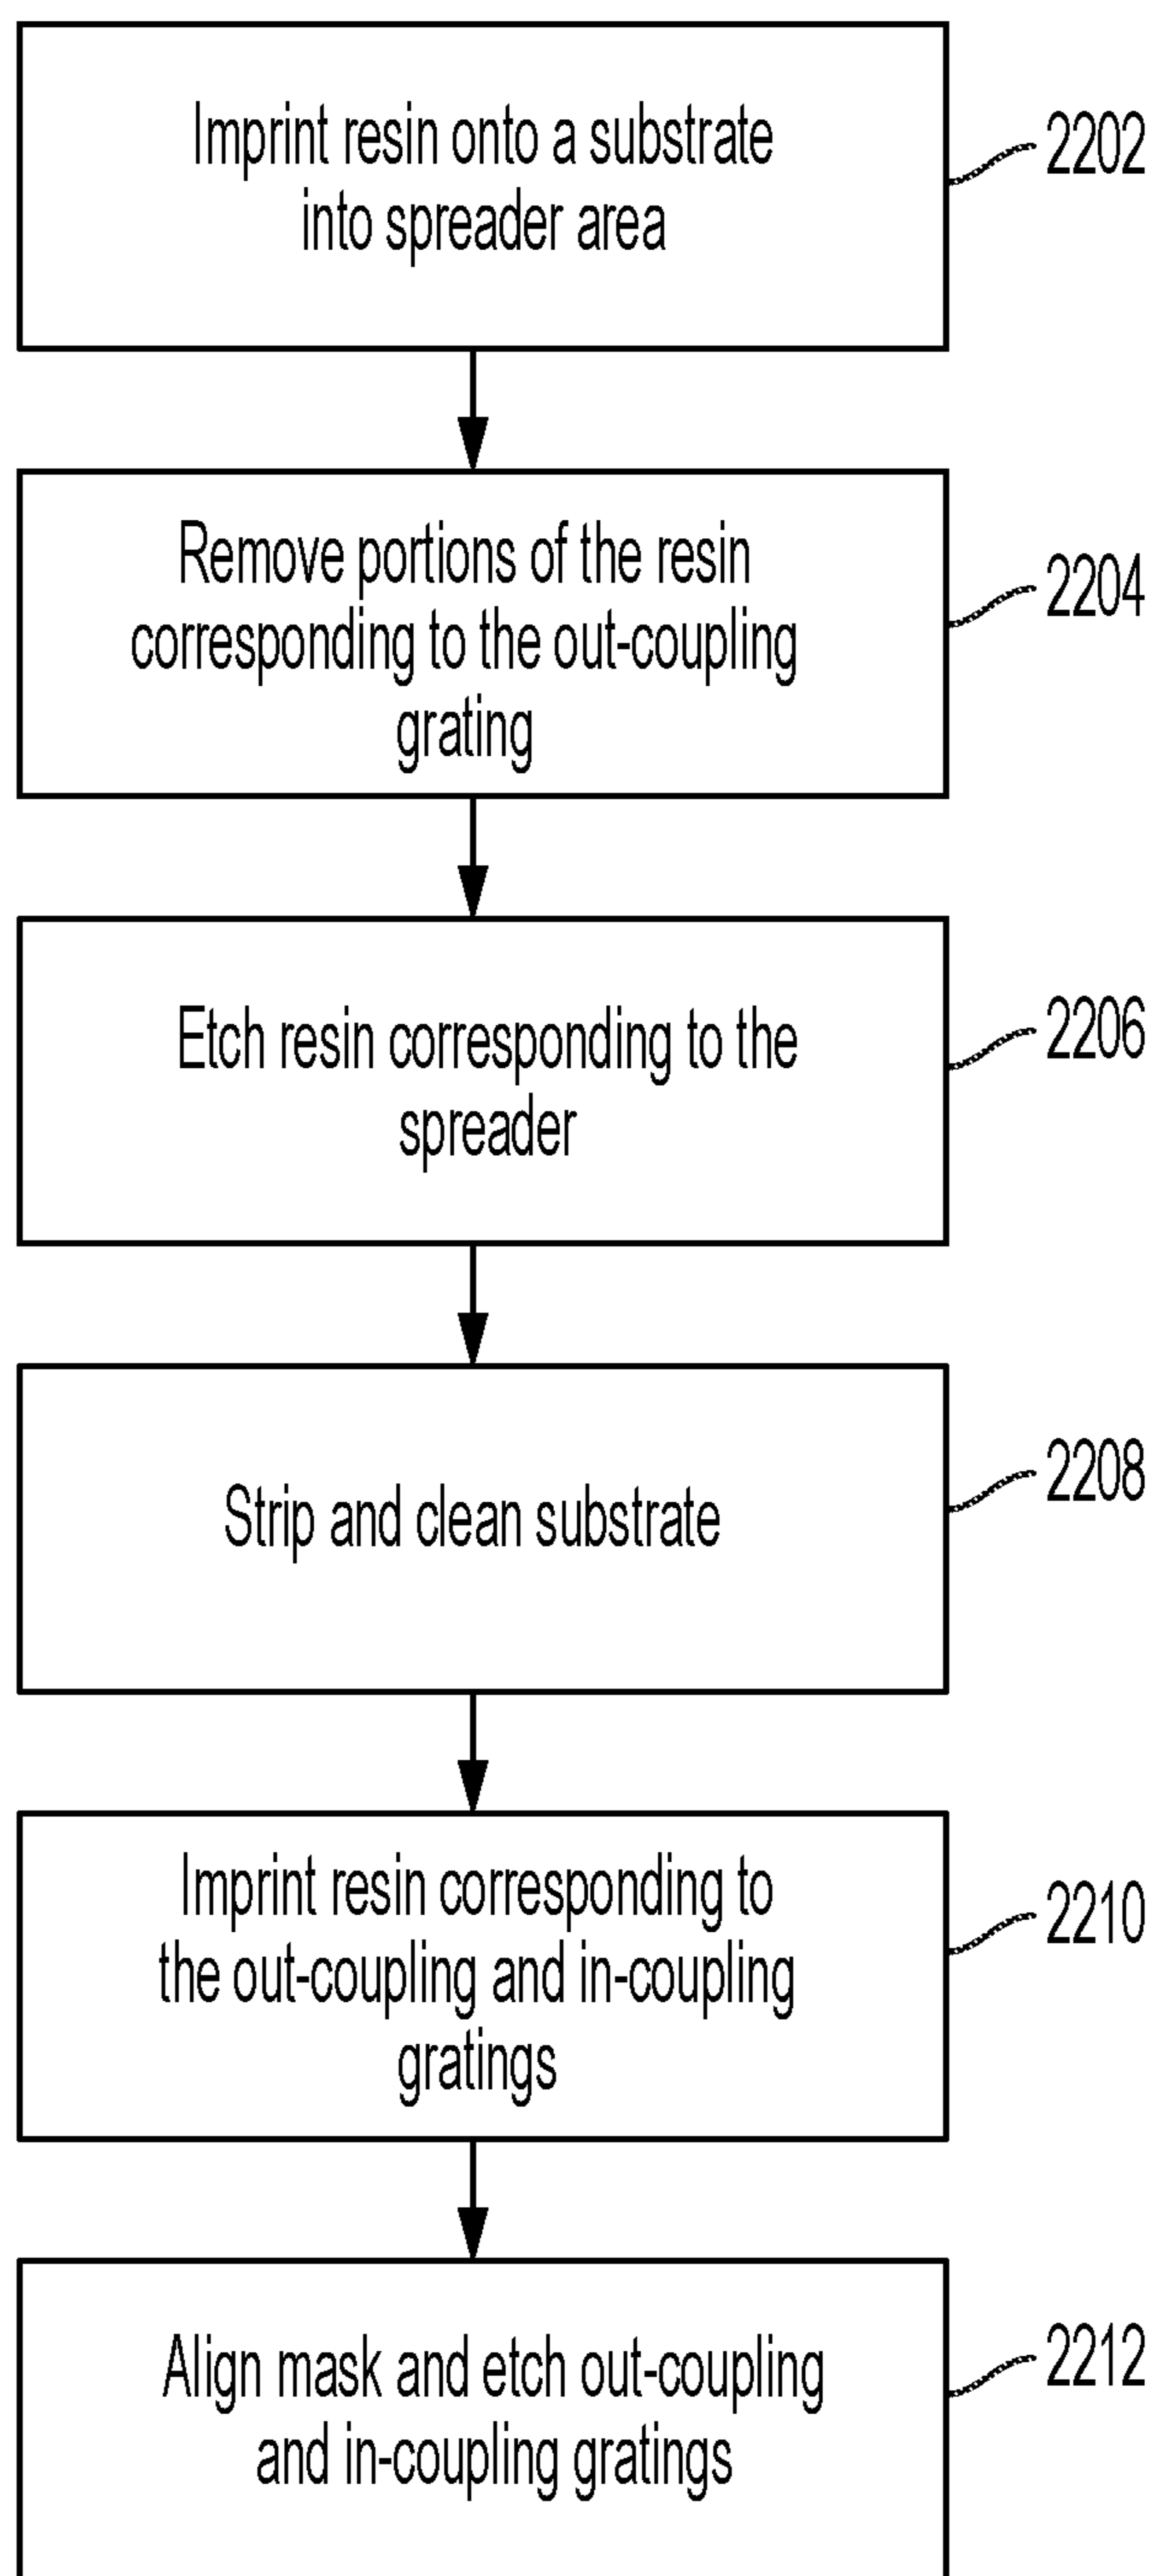 Imprint resin onto a substrate
into spreader area
2202
Remove portions of the resin
corresponding to the out-coupling
grating
2204
Etch resin corresponding to the
spreader
2206
Strip and clean substrate
2208
Imprint resin corresponding to
the out-coupling and in-coupling
gratings
2210
Align mask and etch out-coupling
and in-coupling gratings
2212